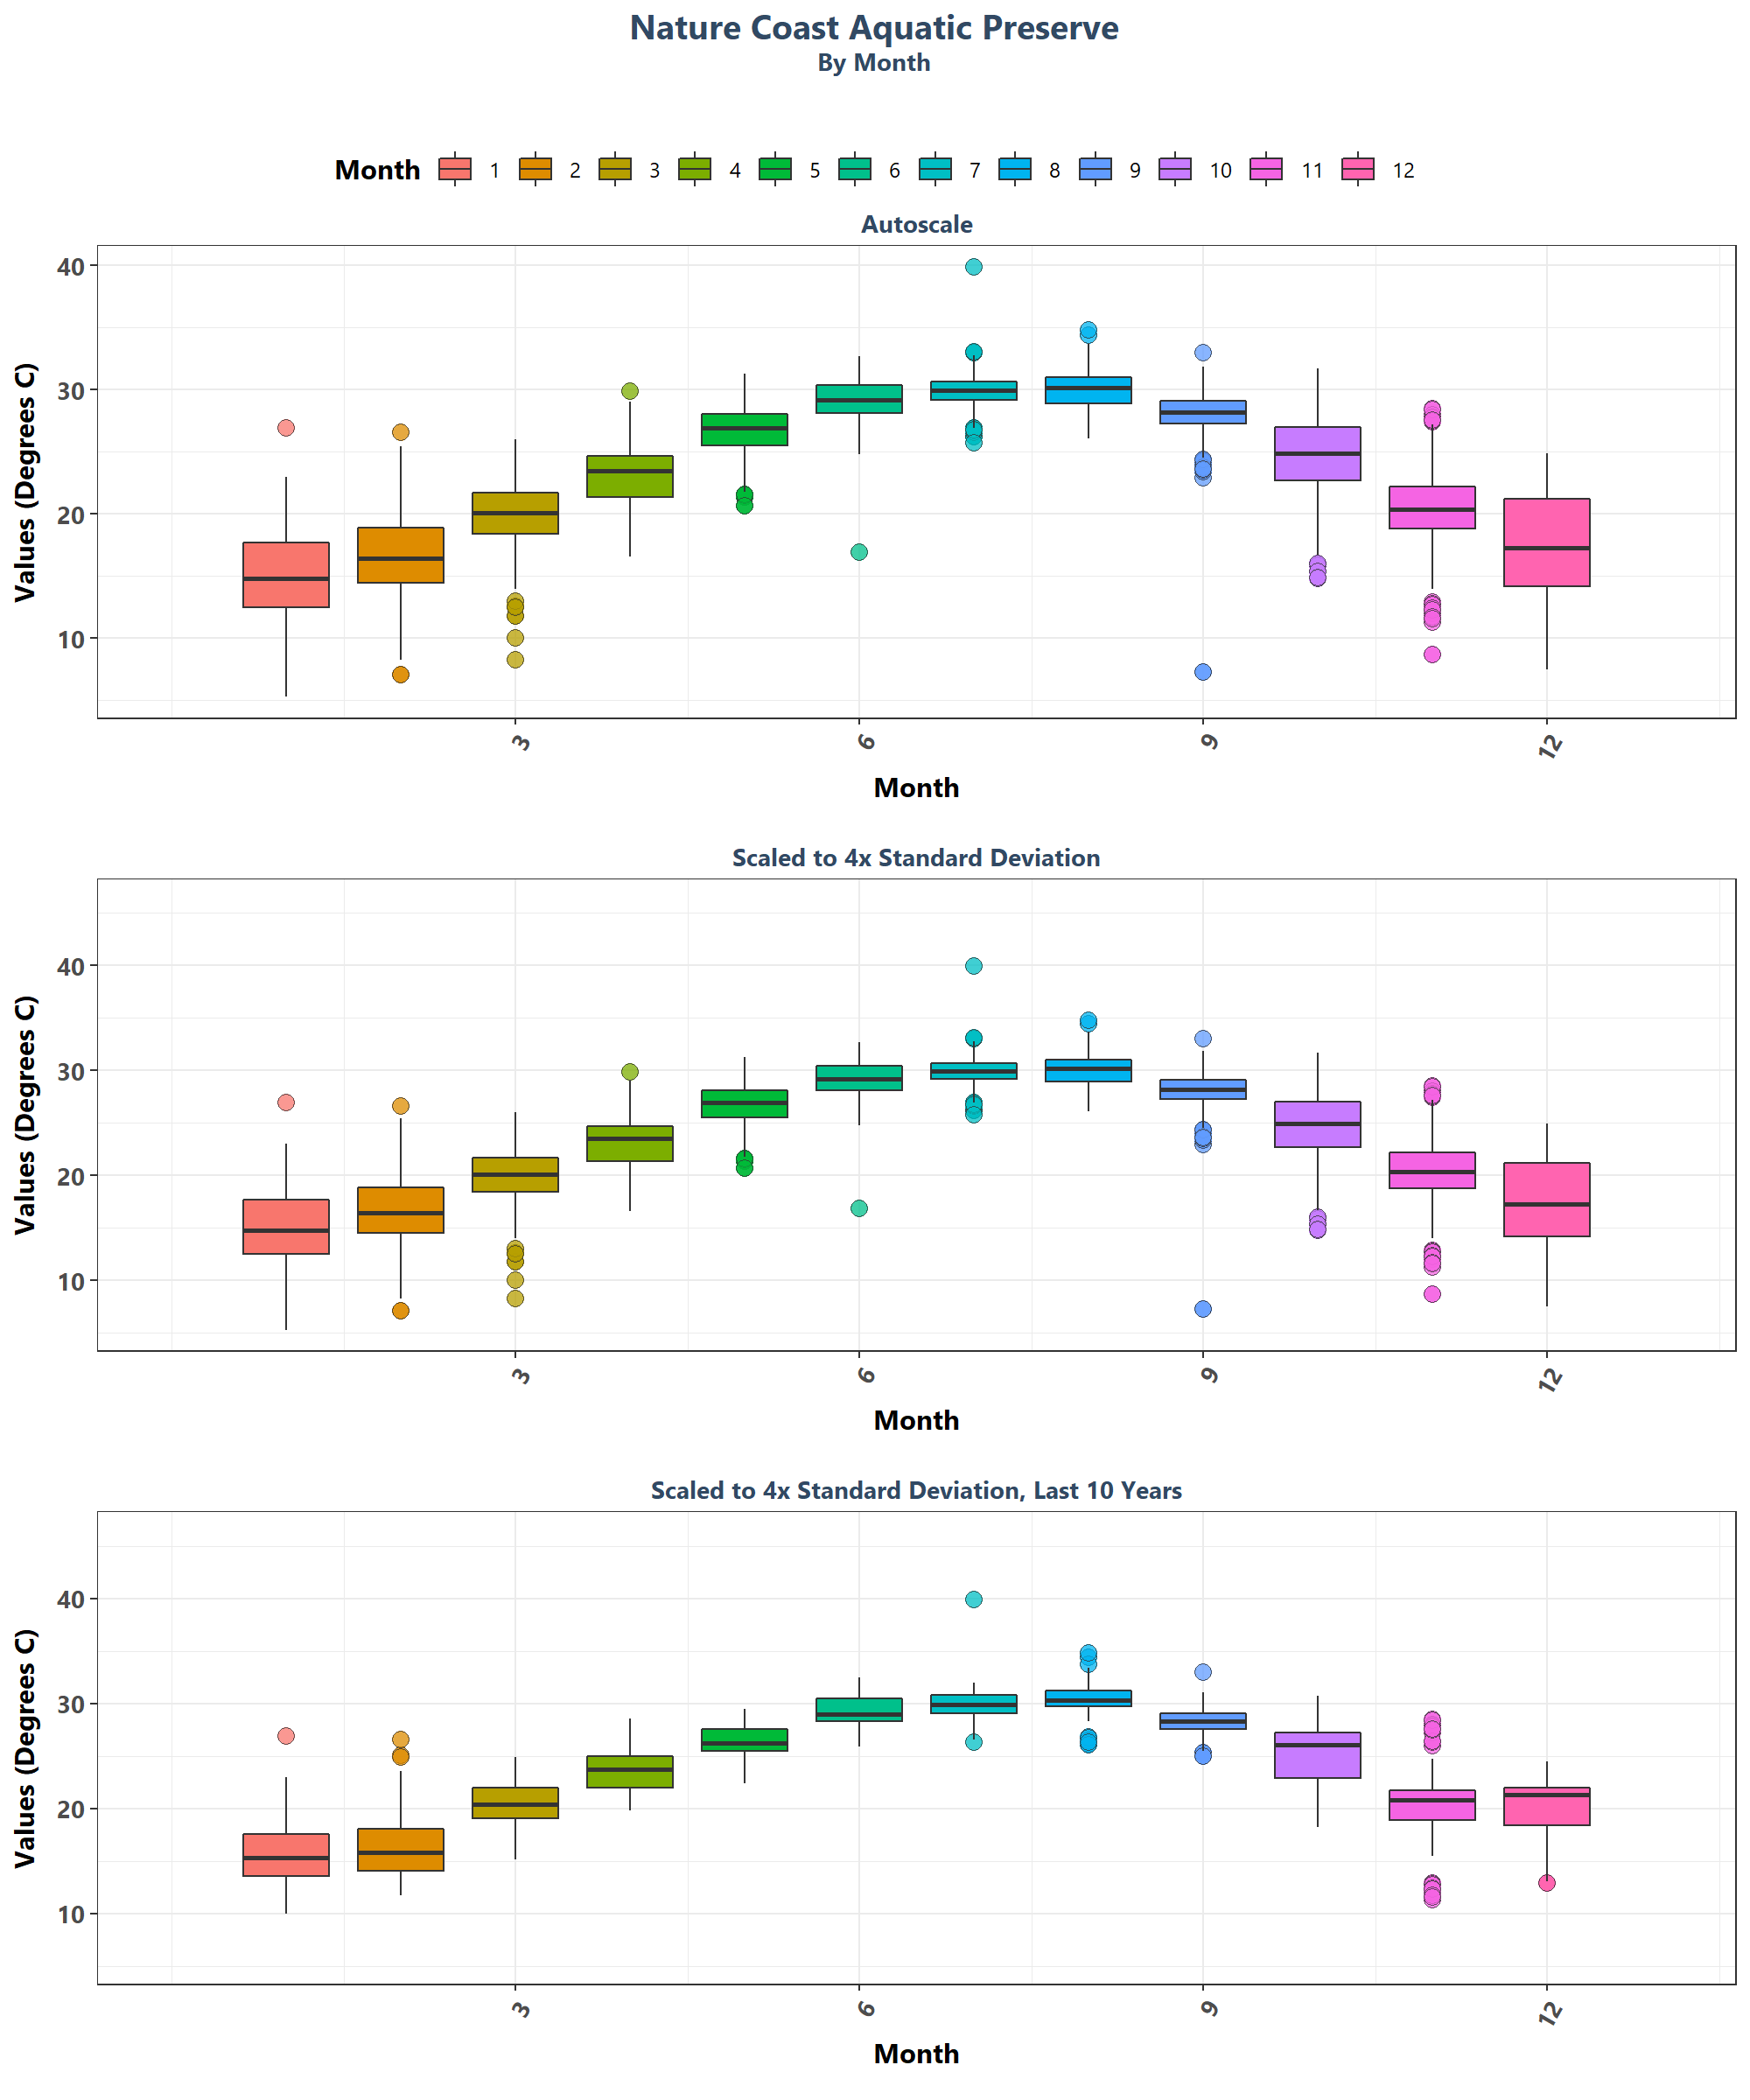 Nature Coast Aquatic Preserve
By Month
Month 1 2 3 4 5 6 7 8 9 10 11 12
Autoscale
Values (Degrees C)
40
30
20
10
3 6 9 12
Month
Scaled to 4x Standard Deviation
Values (Degrees C)
40
30
20
10
3 6 9 12
Month
Scaled to 4x Standard Deviation, Last 10 Years
Values (Degrees C)
40
30
20
10
3 6 9 12
Month